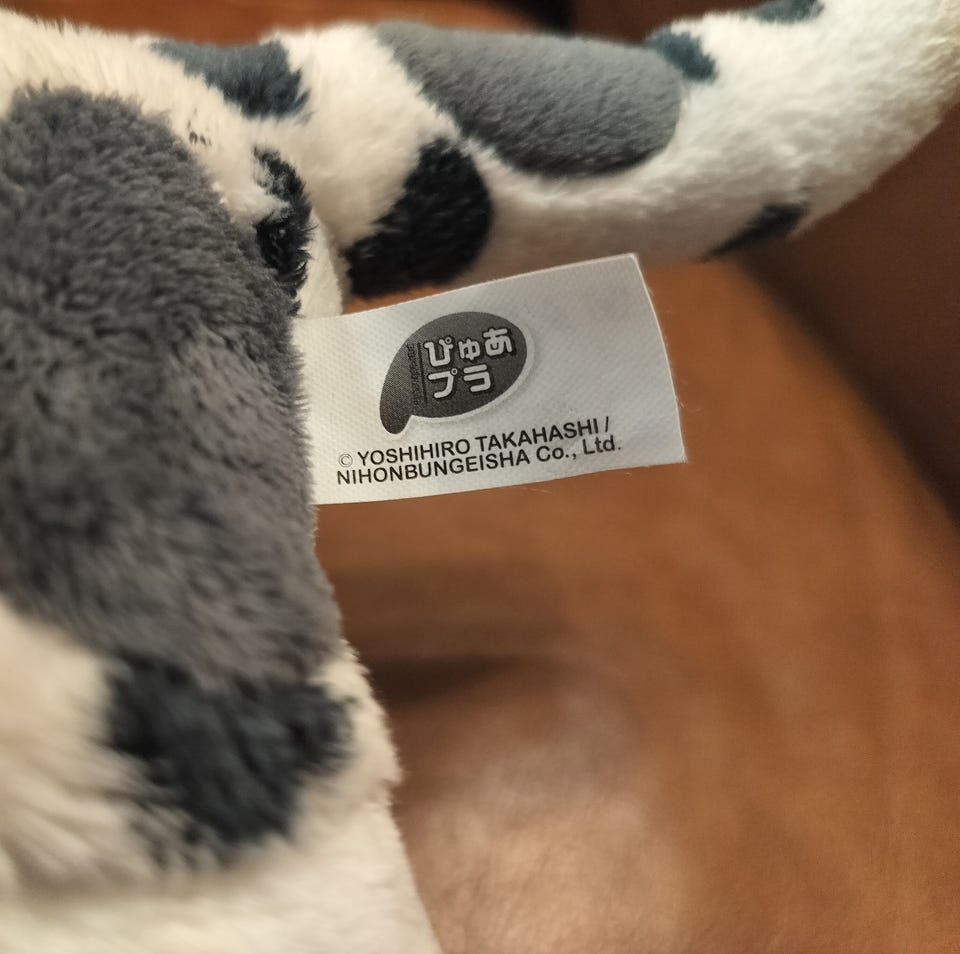 ぴゅあ
プラ
© YOSHIHIRO TAKAHASHI /
NIHONBUNGEISHA Co., Ltd.